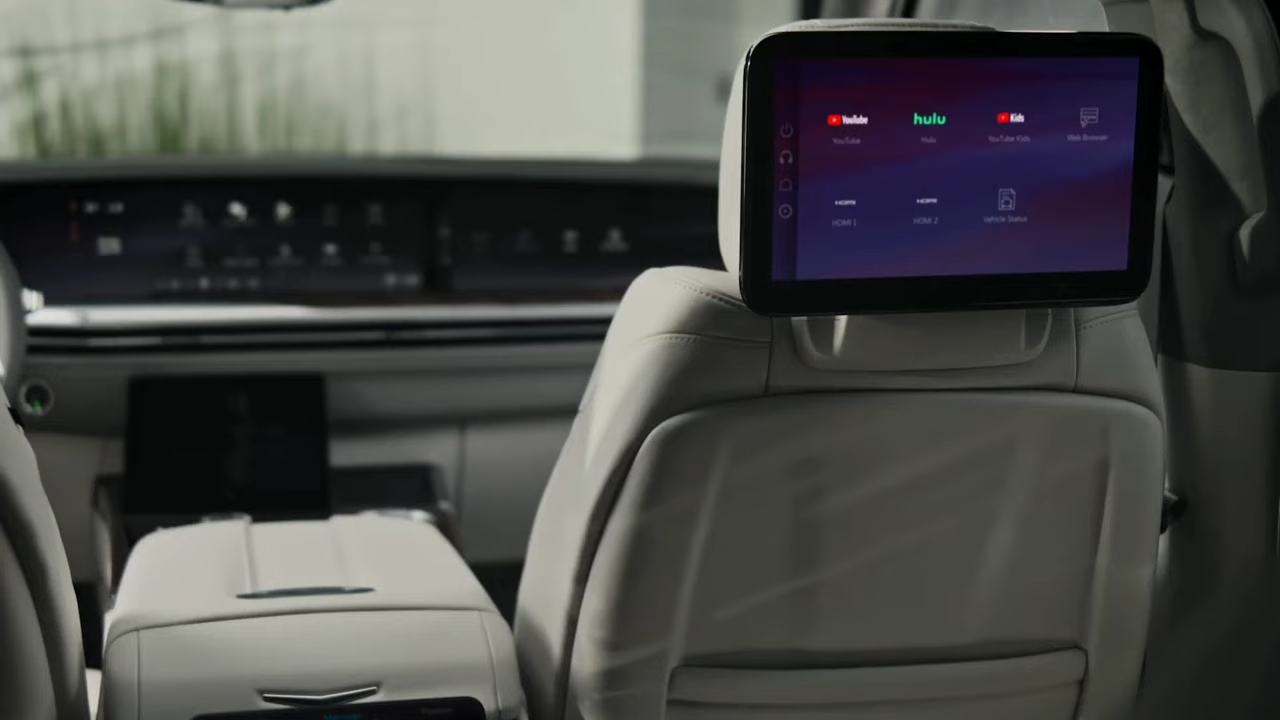 YouTube hulu Kids
YouTube Hulu YouTube Kids Web Browser
HDMI HDMI
HDMI 1 HDMI 2 Vehicle Status